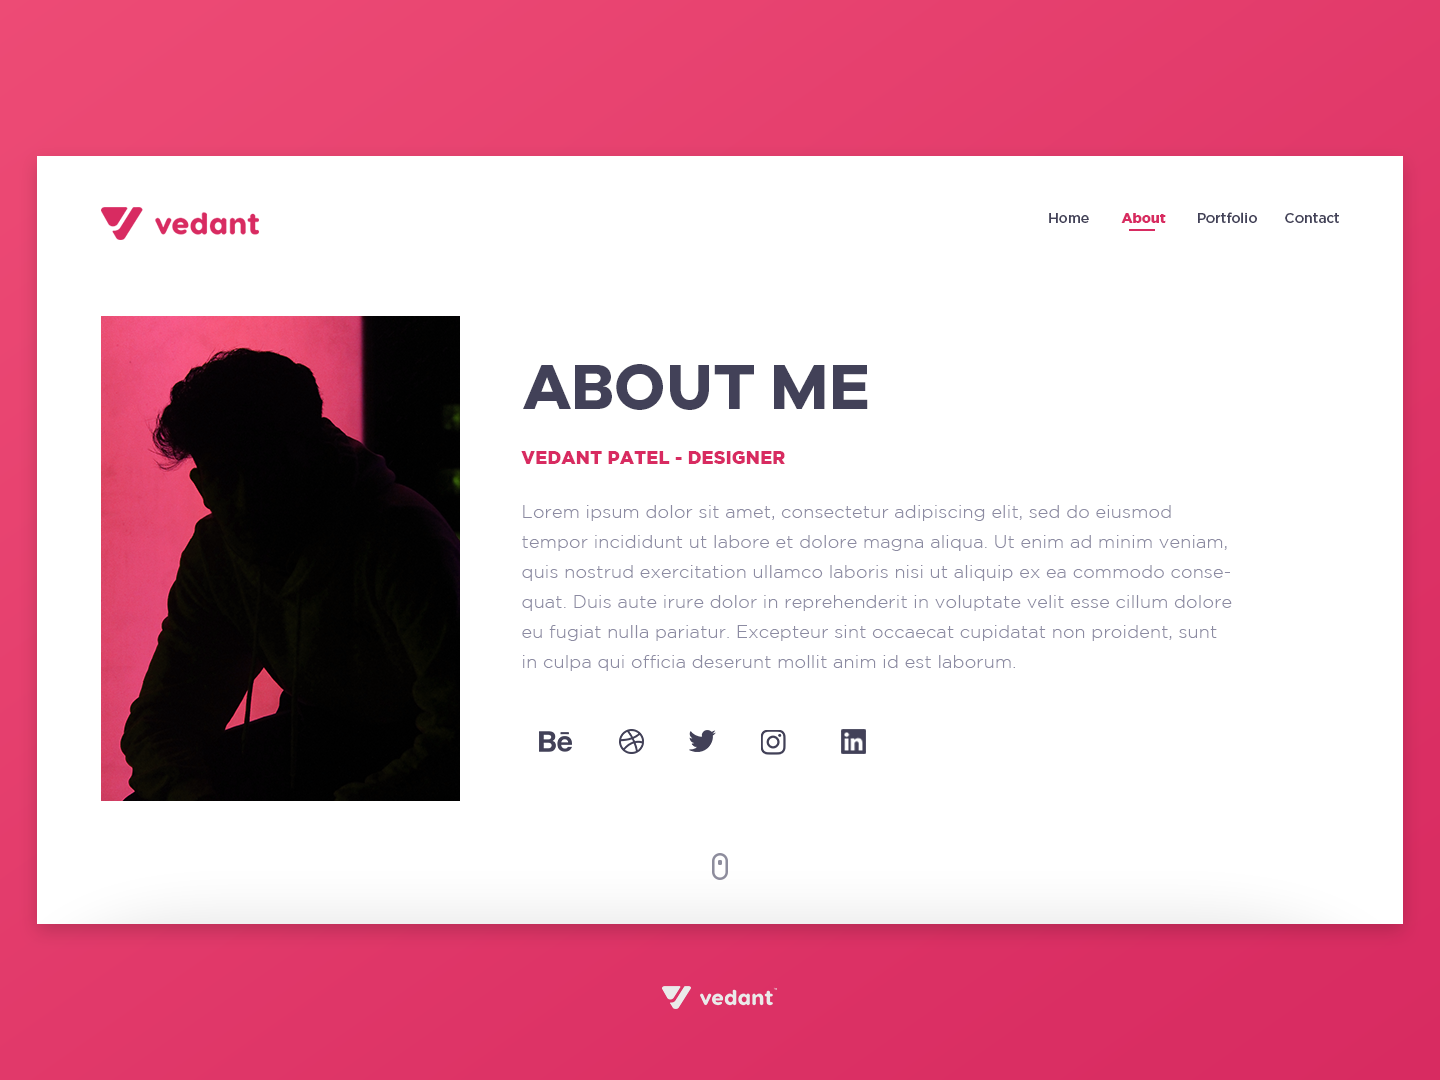 vedant
Home About Portfolio Contact
ABOUT ME
VEDANT PATEL - DESIGNER
Lorem ipsum dolor sit amet, consectetur adipiscing elit, sed do eiusmod
tempor incididunt ut labore et dolore magna aliqua. Ut enim ad minim veniam,
quis nostrud exercitation ullamco laboris nisi ut aliquip ex ea commodo conse-
quat. Duis aute irure dolor in reprehenderit in voluptate velit esse cillum dolore
eu fugiat nulla pariatur. Excepteur sint occaecat cupidatat non proident, sunt
in culpa qui officia deserunt mollit anim id est laborum.
Bē in
vedant™